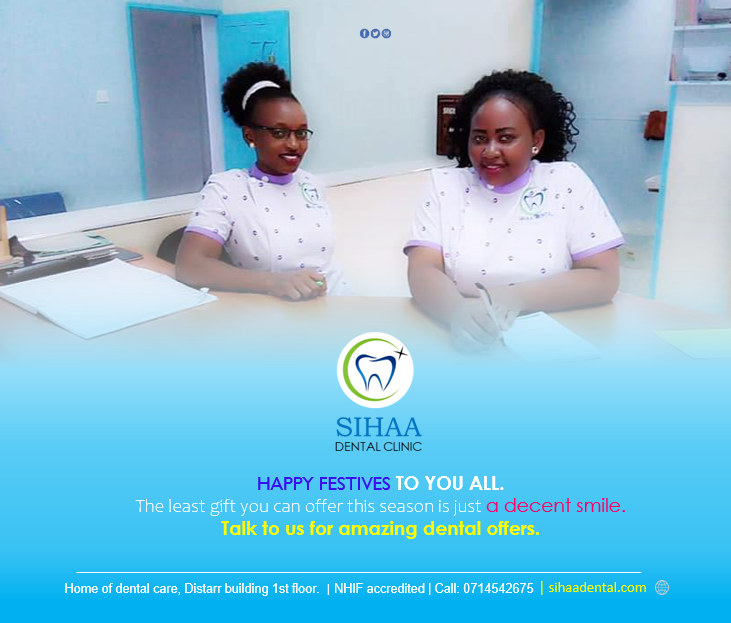 SIHAA
DENTAL CLINIC
HAPPY FESTIVES TO YOU ALL.
The least gift you can offer this season is just a decent smile.
Talk to us for amazing dental offers.
Home of dental care, Distarr building 1st floor. | NHIF accredited | Call: 0714542675 | sihaadental.com